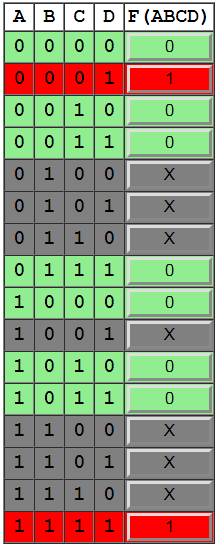 A B C D F(ABCD)
0 0 0 0 0
0 0 0 1 1
0 0 1 0 0
0 0 1 1 0
0 1 0 0 X
0 1 0 1 X
0 1 1 0 X
0 1 1 1 0
1 0 0 0 0
1 0 0 1 X
1 0 1 0 0
1 0 1 1 0
1 1 0 0 X
1 1 0 1 X
1 1 1 0 X
1 1 1 1 1